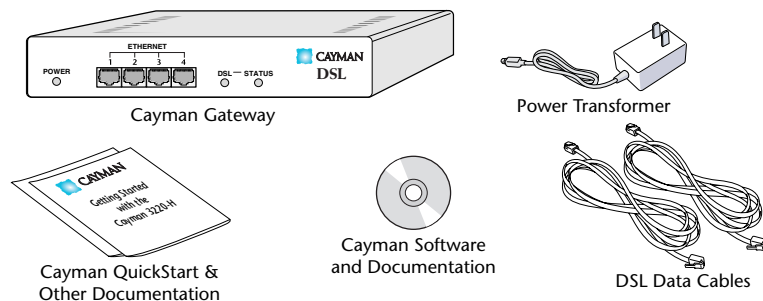 ETHERNET
1 2 3 4
POWER
DSL — STATUS
CAYMAN
DSL
Cayman Gateway
Power Transformer
CAYMAN
Getting Started
with the
Cayman 3220-H
Cayman QuickStart &
Other Documentation
Cayman Software
and Documentation
DSL Data Cables